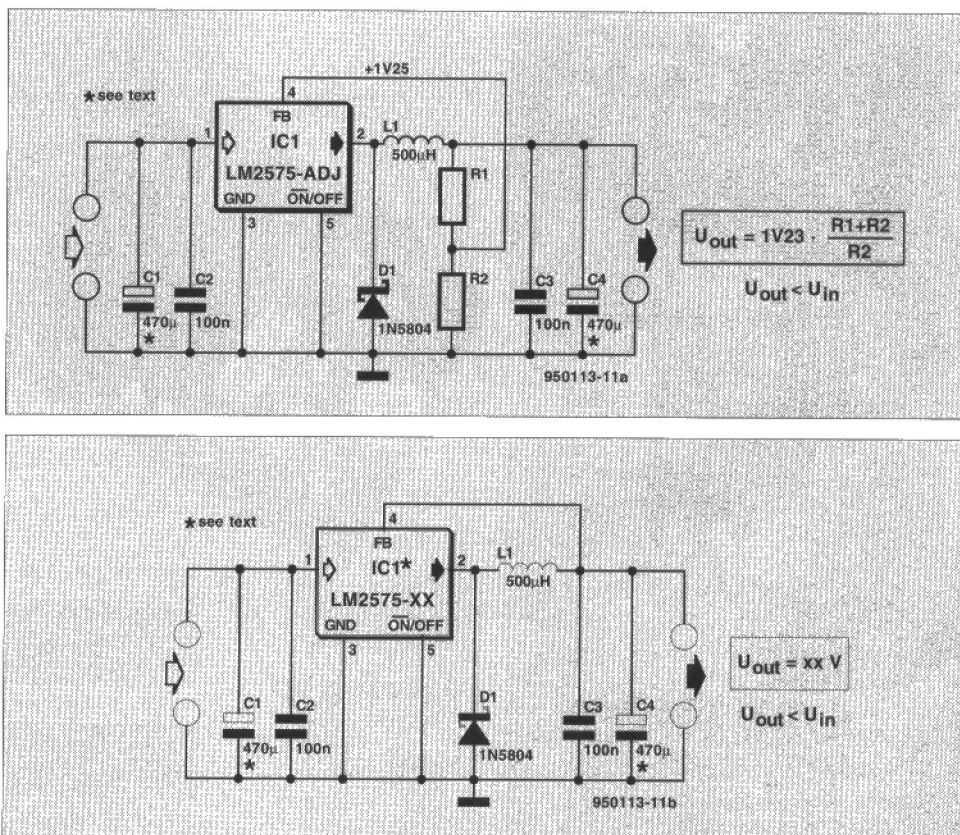 +1V25
* see text
4
FB
1
IC1
2
L1
500µH
LM2575-ADJ
R1
GND
ON/OFF
3
5
U_out = 1V23 · R1+R2
R2
U_out < U_in
C1
C2
D1
R2
C3
C4
470µ
*
100n
1N5804
100n
470µ
*
950113-11a
* see text
4
FB
1
IC1*
2
L1
500µH
LM2575-XX
GND
ON/OFF
3
5
U_out = xx V
U_out < U_in
C1
C2
D1
C3
C4
470µ
*
100n
1N5804
100n
470µ
*
950113-11b